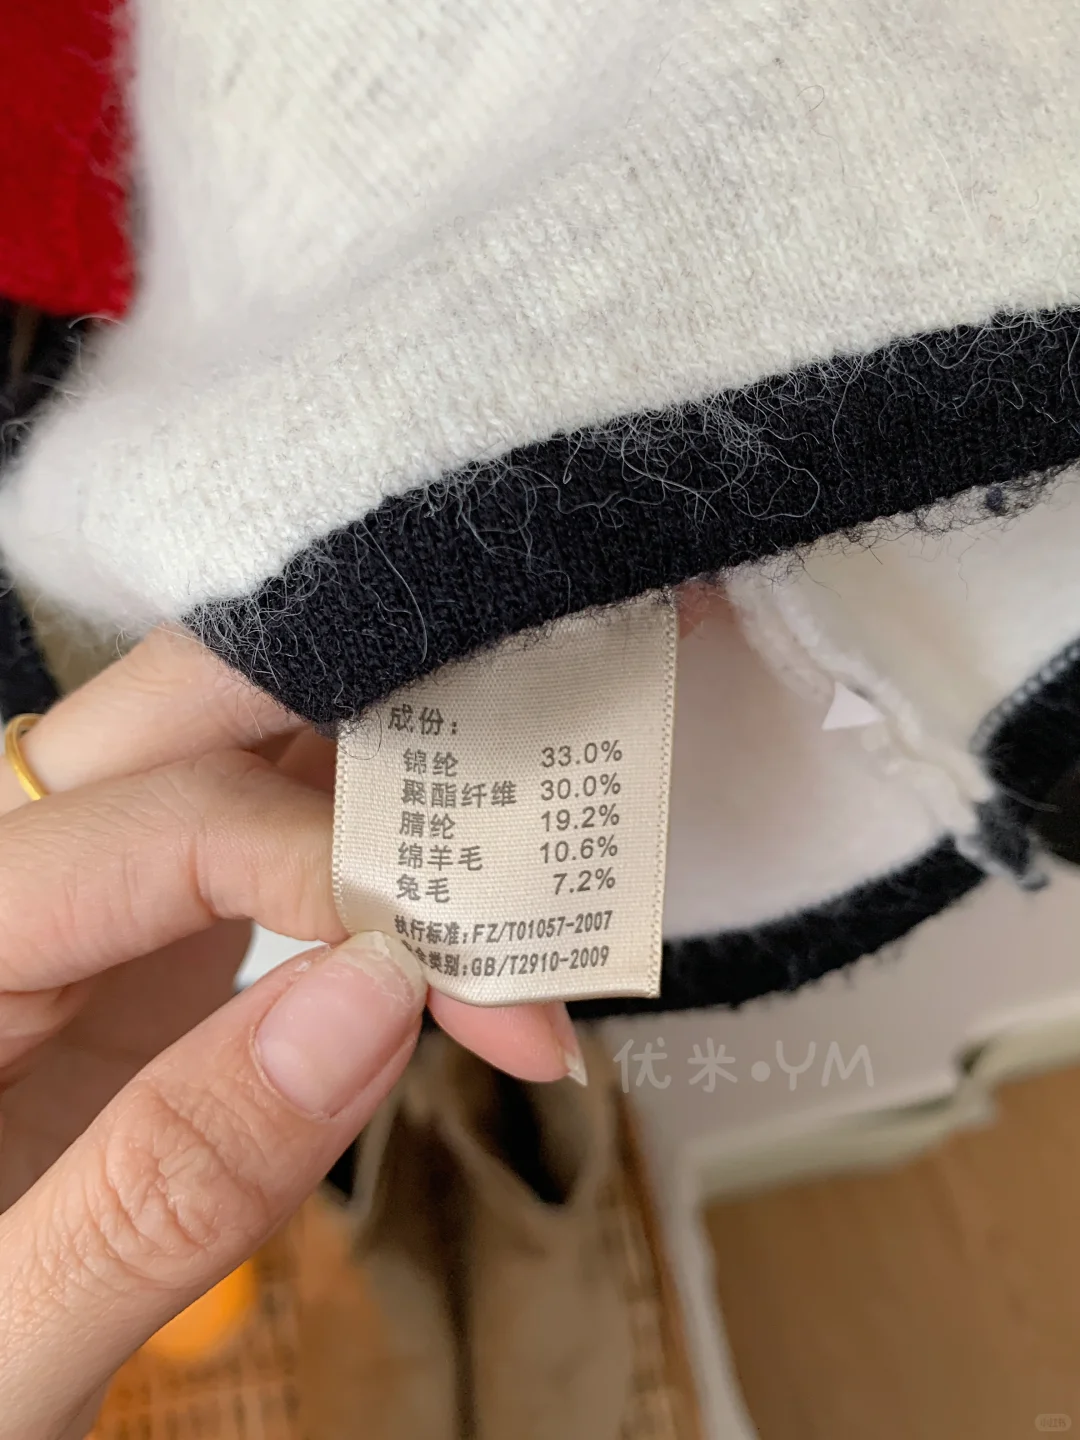 成份：
锦纶 33.0%
聚酯纤维 30.0%
腈纶 19.2%
绵羊毛 10.6%
兔毛 7.2%
执行标准:FZ/T01057-2007
类别:GB/T2910-2009
优米•YM